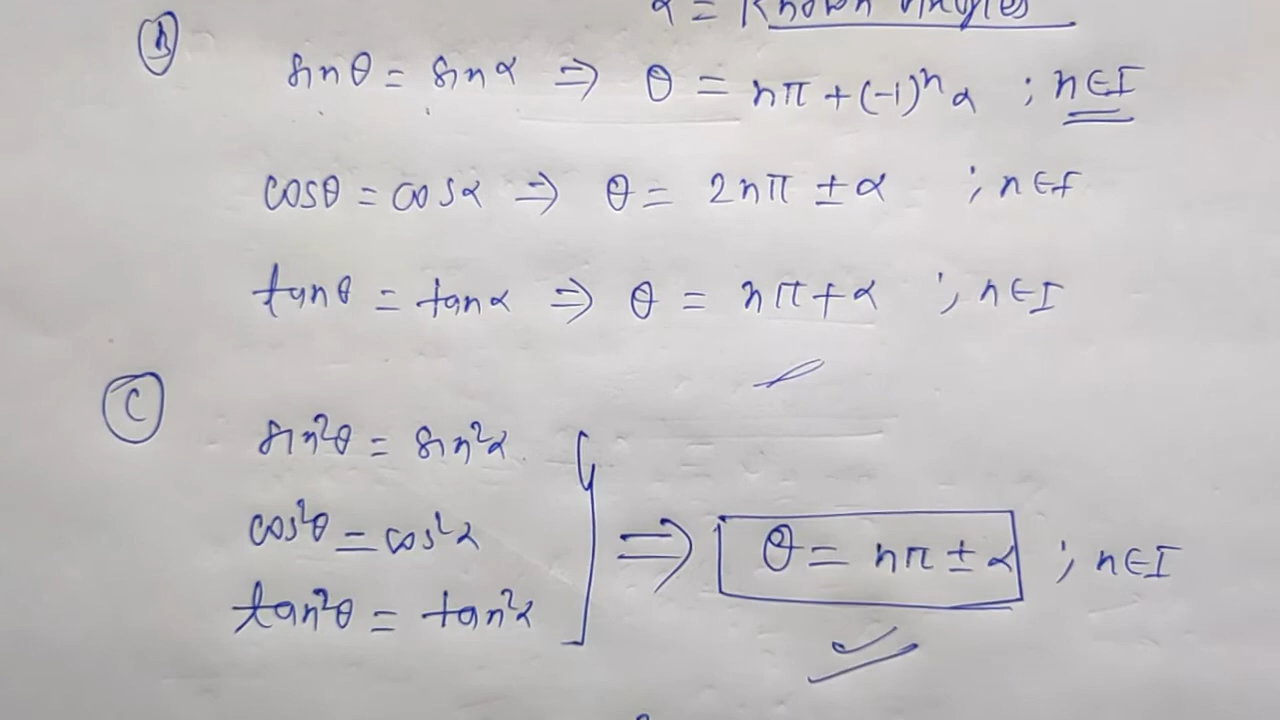 α = Known Angles
(b)
sinθ = sinα ⇒ θ = nπ + (-1)ⁿ α ; n∈I
cosθ = cosα ⇒ θ = 2nπ ± α ; n∈I
tanθ = tanα ⇒ θ = nπ + α ; n∈I
(C)
sin²θ = sin²α
cos²θ = cos²α
tan²θ = tan²α
⇒ θ = nπ ± α ; n∈I